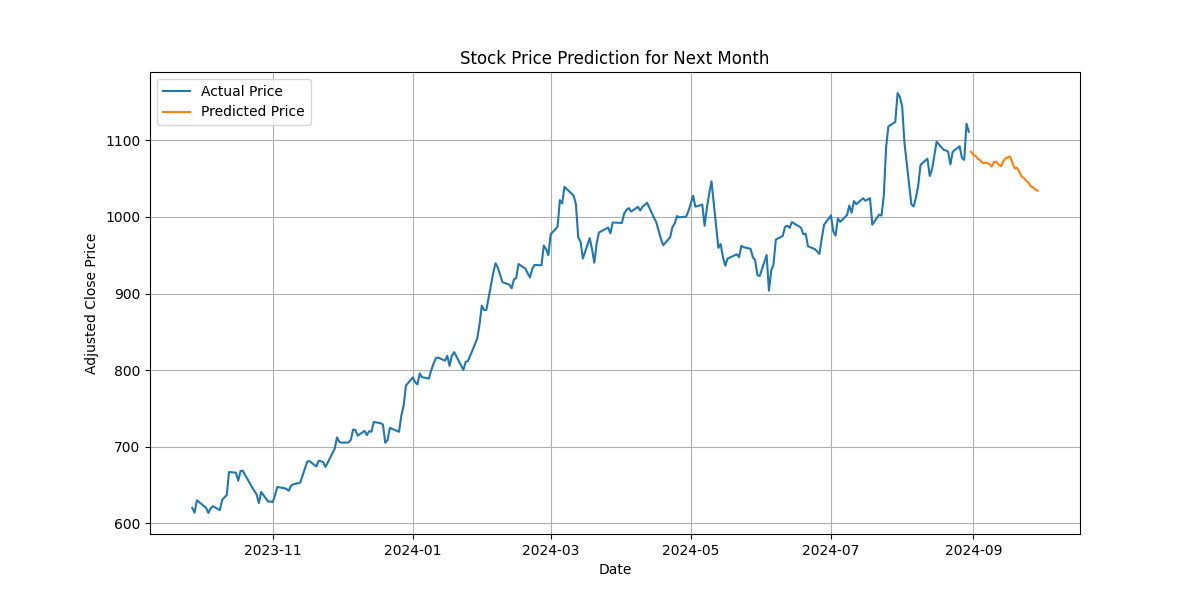 Stock Price Prediction for Next Month
Actual Price
Predicted Price
Adjusted Close Price
1100
1000
900
800
700
600
2023-11
2024-01
2024-03
2024-05
2024-07
2024-09
Date